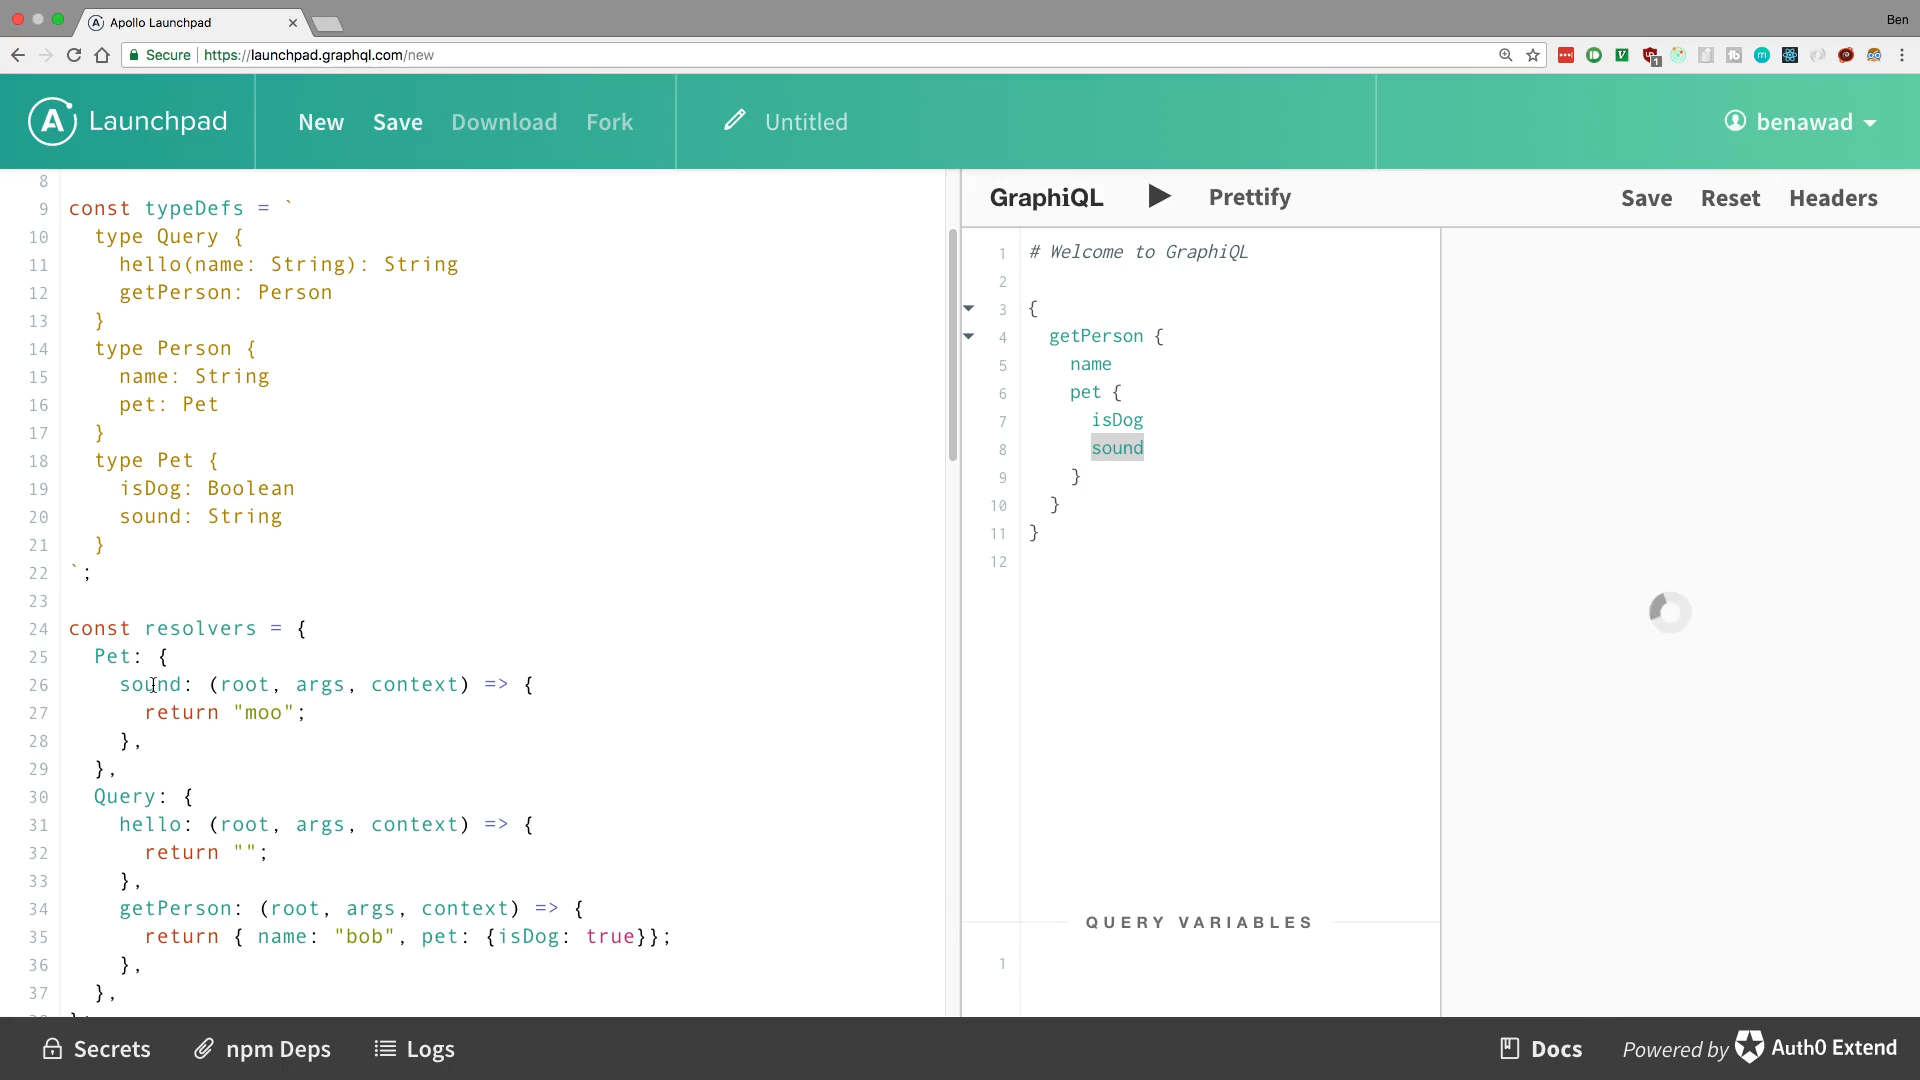 Apollo Launchpad
Ben
Secure
https://launchpad.graphql.com/new
Launchpad
New
Save
Download
Fork
Untitled
benawad
8
9 const typeDefs = `
10 type Query {
11 hello(name: String): String
12 getPerson: Person
13 }
14 type Person {
15 name: String
16 pet: Pet
17 }
18 type Pet {
19 isDog: Boolean
20 sound: String
21 }
22 `;
23
24 const resolvers = {
25 Pet: {
26 sound: (root, args, context) => {
27 return "moo";
28 },
29 },
30 Query: {
31 hello: (root, args, context) => {
32 return "";
33 },
34 getPerson: (root, args, context) => {
35 return { name: "bob", pet: {isDog: true}};
36 },
37 },
GraphiQL
Prettify
Save
Reset
Headers
1 # Welcome to GraphiQL
2
3 {
4 getPerson {
5 name
6 pet {
7 isDog
8 sound
9 }
10 }
11 }
12
QUERY VARIABLES
1
Secrets
npm Deps
Logs
Docs
Powered by
Auth0 Extend